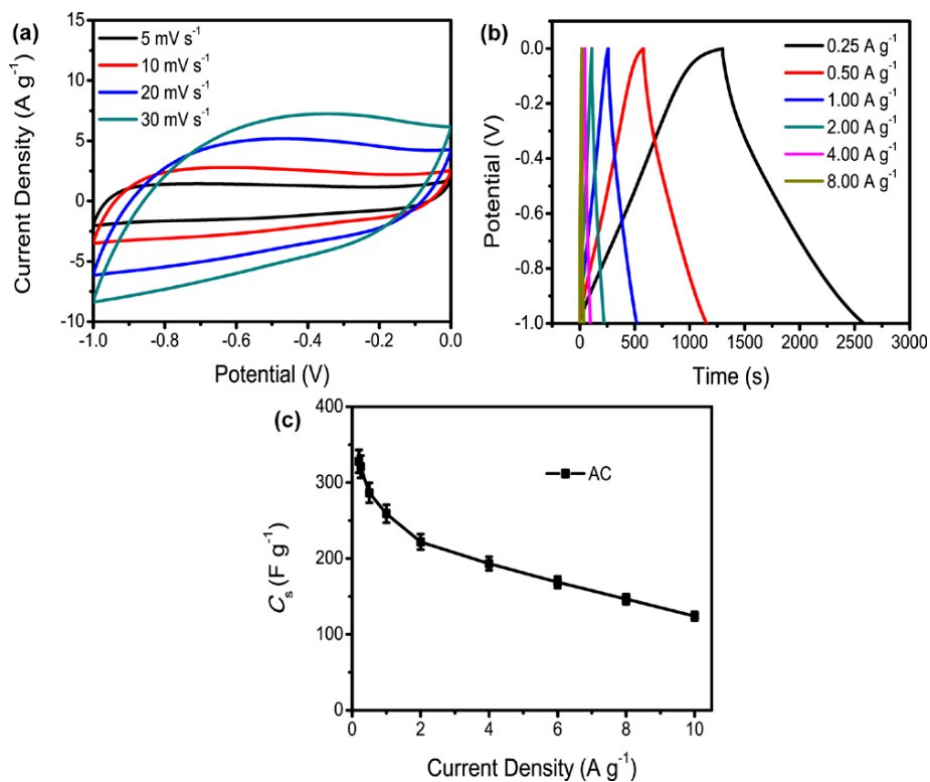 (a)
5 mV s⁻¹
10 mV s⁻¹
20 mV s⁻¹
30 mV s⁻¹
Current Density (A g⁻¹)
15
10
5
0
-5
-10
-1.0 -0.8 -0.6 -0.4 -0.2 0.0
Potential (V)
(b)
0.25 A g⁻¹
0.50 A g⁻¹
1.00 A g⁻¹
2.00 A g⁻¹
4.00 A g⁻¹
8.00 A g⁻¹
Potential (V)
0.0
-0.2
-0.4
-0.6
-0.8
-1.0
0 500 1000 1500 2000 2500 3000
Time (s)
(c)
AC
Cs (F g⁻¹)
400
300
200
100
0
0 2 4 6 8 10
Current Density (A g⁻¹)